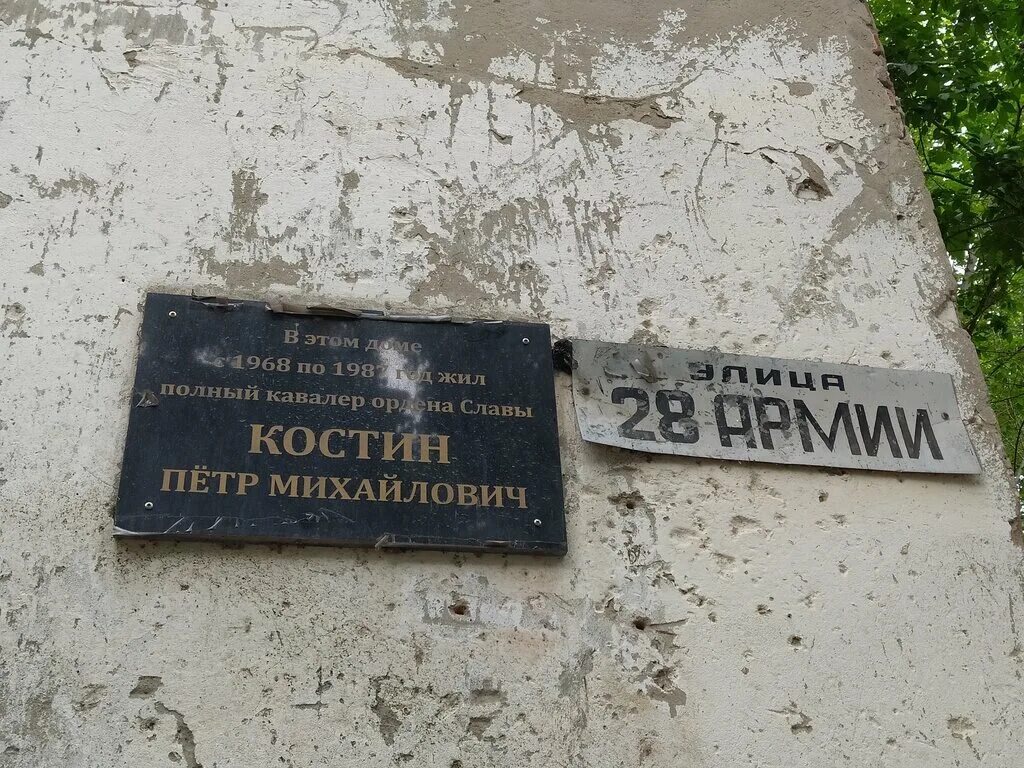 В этом доме
с 1968 по 1987 год жил
полный кавалер ордена Славы
КОСТИН
ПЁТР МИХАЙЛОВИЧ
УЛИЦА
28 АРМИИ